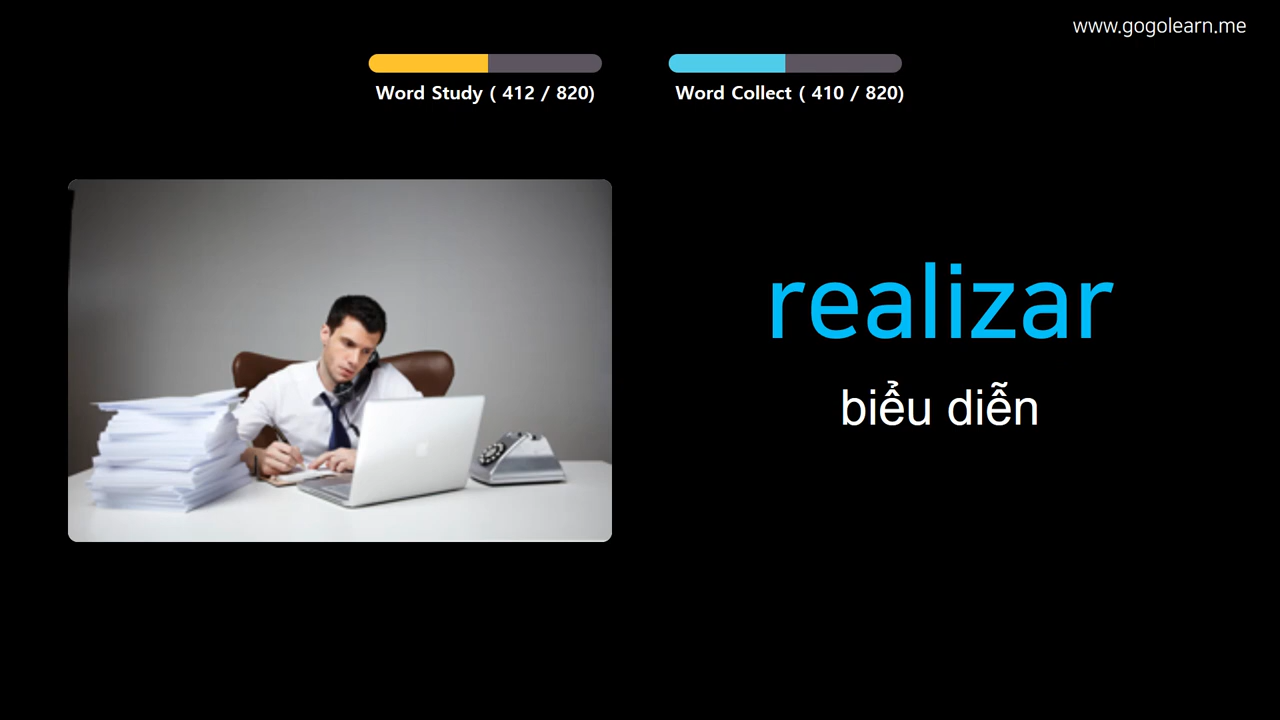 www.gogolearn.me
Word Study ( 412 / 820)
Word Collect ( 410 / 820)
realizar
biểu diễn